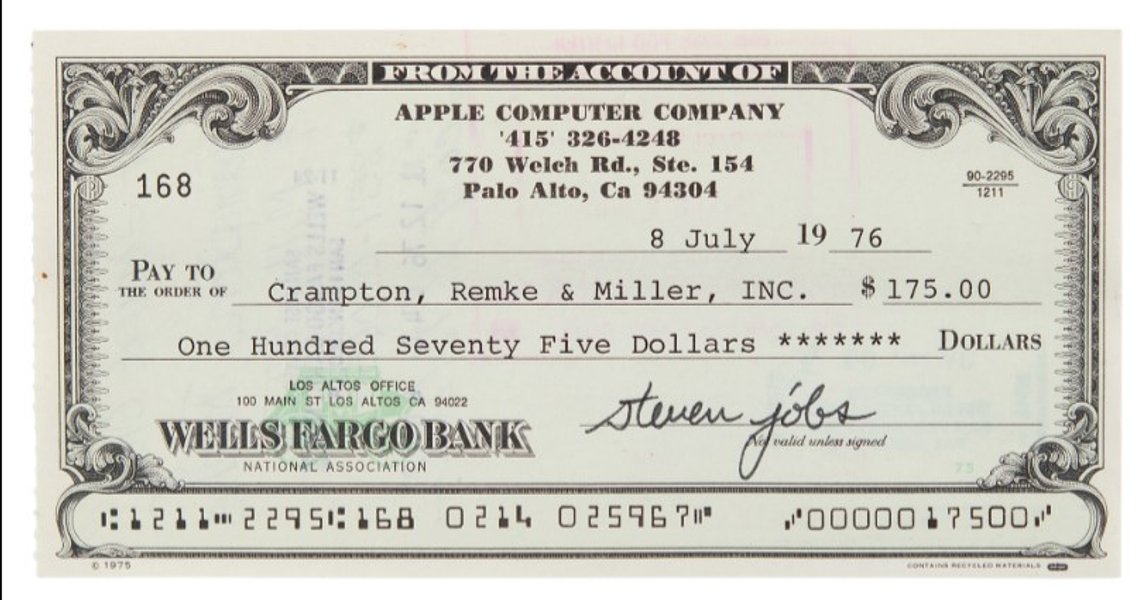 FROM THE ACCOUNT OF
APPLE COMPUTER COMPANY
'415' 326-4248
770 Welch Rd., Ste. 154
Palo Alto, Ca 94304
168
90-2295
1211
8 July 19 76
PAY TO
THE ORDER OF Crampton, Remke & Miller, INC. $ 175.00
One Hundred Seventy Five Dollars ******* DOLLARS
LOS ALTOS OFFICE
100 MAIN ST LOS ALTOS CA 94022
WELLS FARGO BANK
NATIONAL ASSOCIATION
steven jobs
Not valid unless signed
75
⑆1211⑉2295⑆168 0214 025967⑈ ⑇0000017500⑇
© 1975
CONTAINS RECYCLED MATERIALS